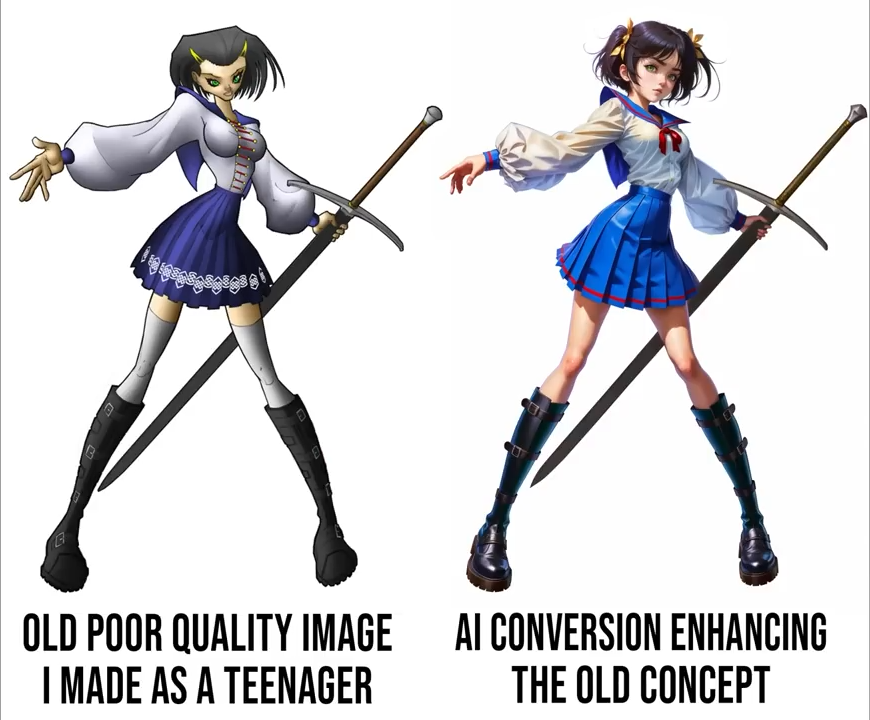 OLD POOR QUALITY IMAGE
I MADE AS A TEENAGER
AI CONVERSION ENHANCING
THE OLD CONCEPT